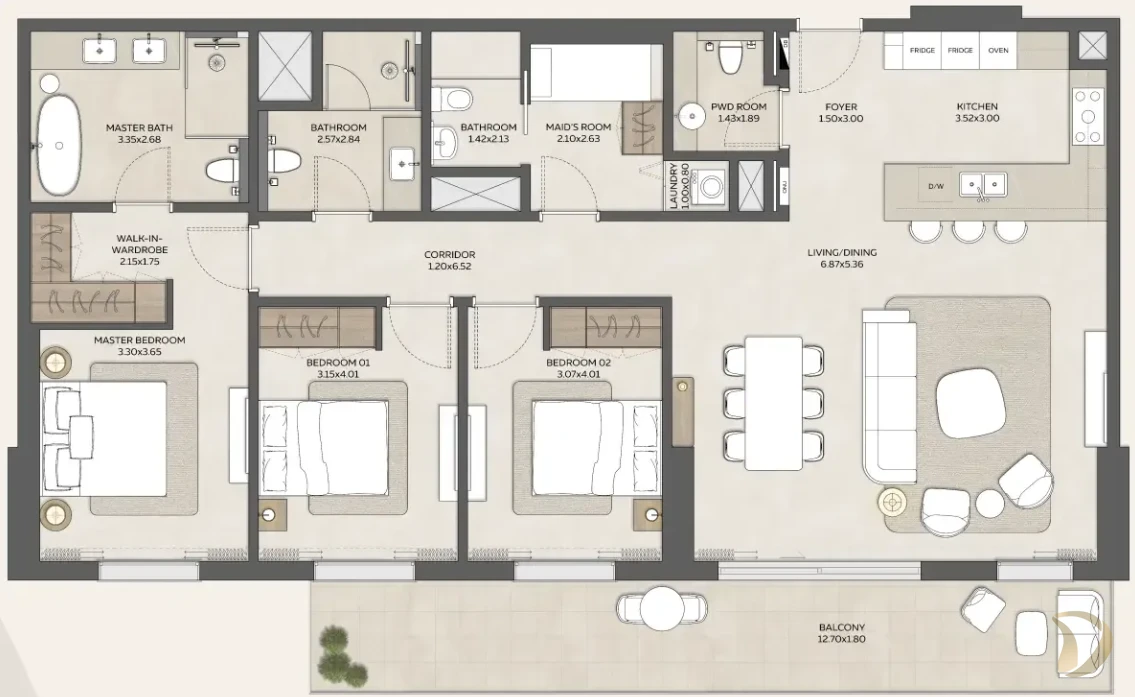 FRIDGE
FRIDGE
OVEN
MASTER BATH
3.35x2.68
BATHROOM
2.57x2.84
BATHROOM
1.42x2.13
MAID'S ROOM
2.10x2.63
PWD ROOM
1.43x1.89
FOYER
1.50x3.00
KITCHEN
3.52x3.00
LAUNDRY
1.00x0.80
D/W
WALK-IN-
WARDROBE
2.15x1.75
CORRIDOR
1.20x6.52
LIVING/DINING
6.87x5.36
MASTER BEDROOM
3.30x3.65
BEDROOM 01
3.15x4.01
BEDROOM 02
3.07x4.01
BALCONY
12.70x1.80